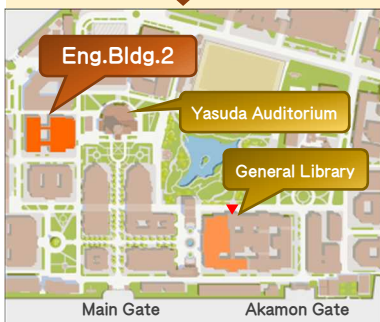 Eng.Bldg.2
Yasuda Auditorium
General Library
Main Gate
Akamon Gate